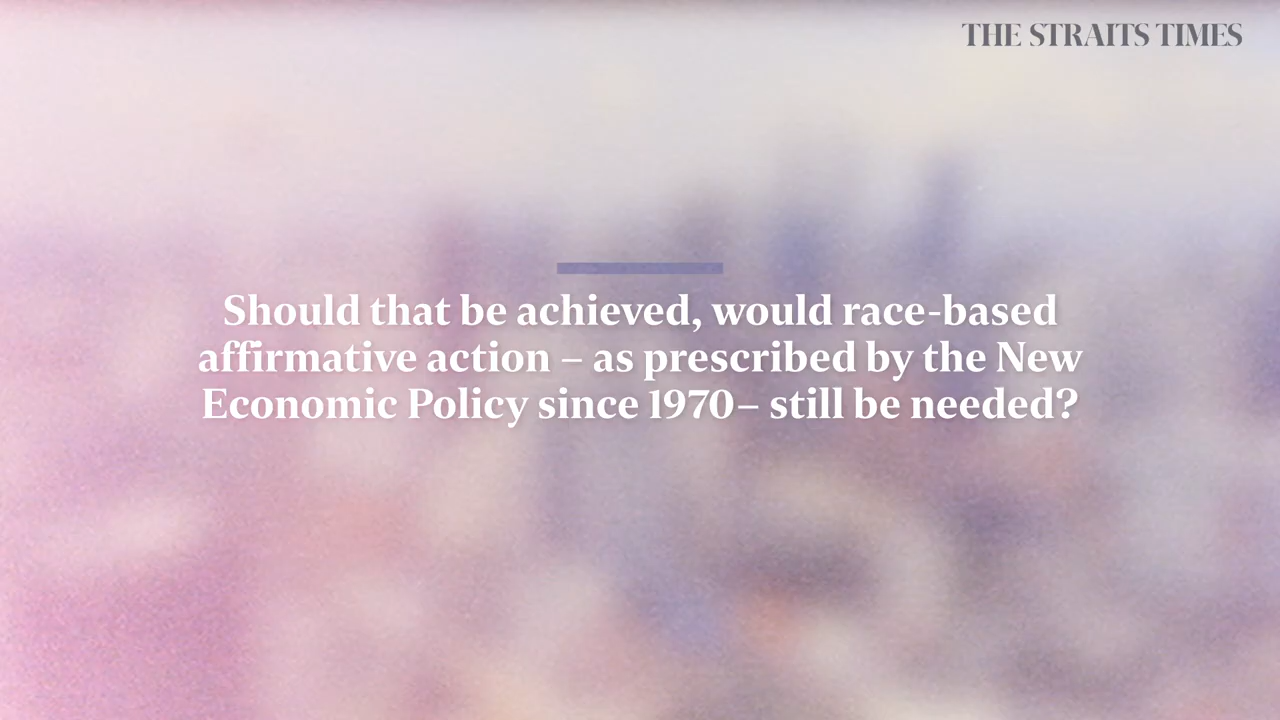 THE STRAITS TIMES
Should that be achieved, would race-based
affirmative action – as prescribed by the New
Economic Policy since 1970– still be needed?